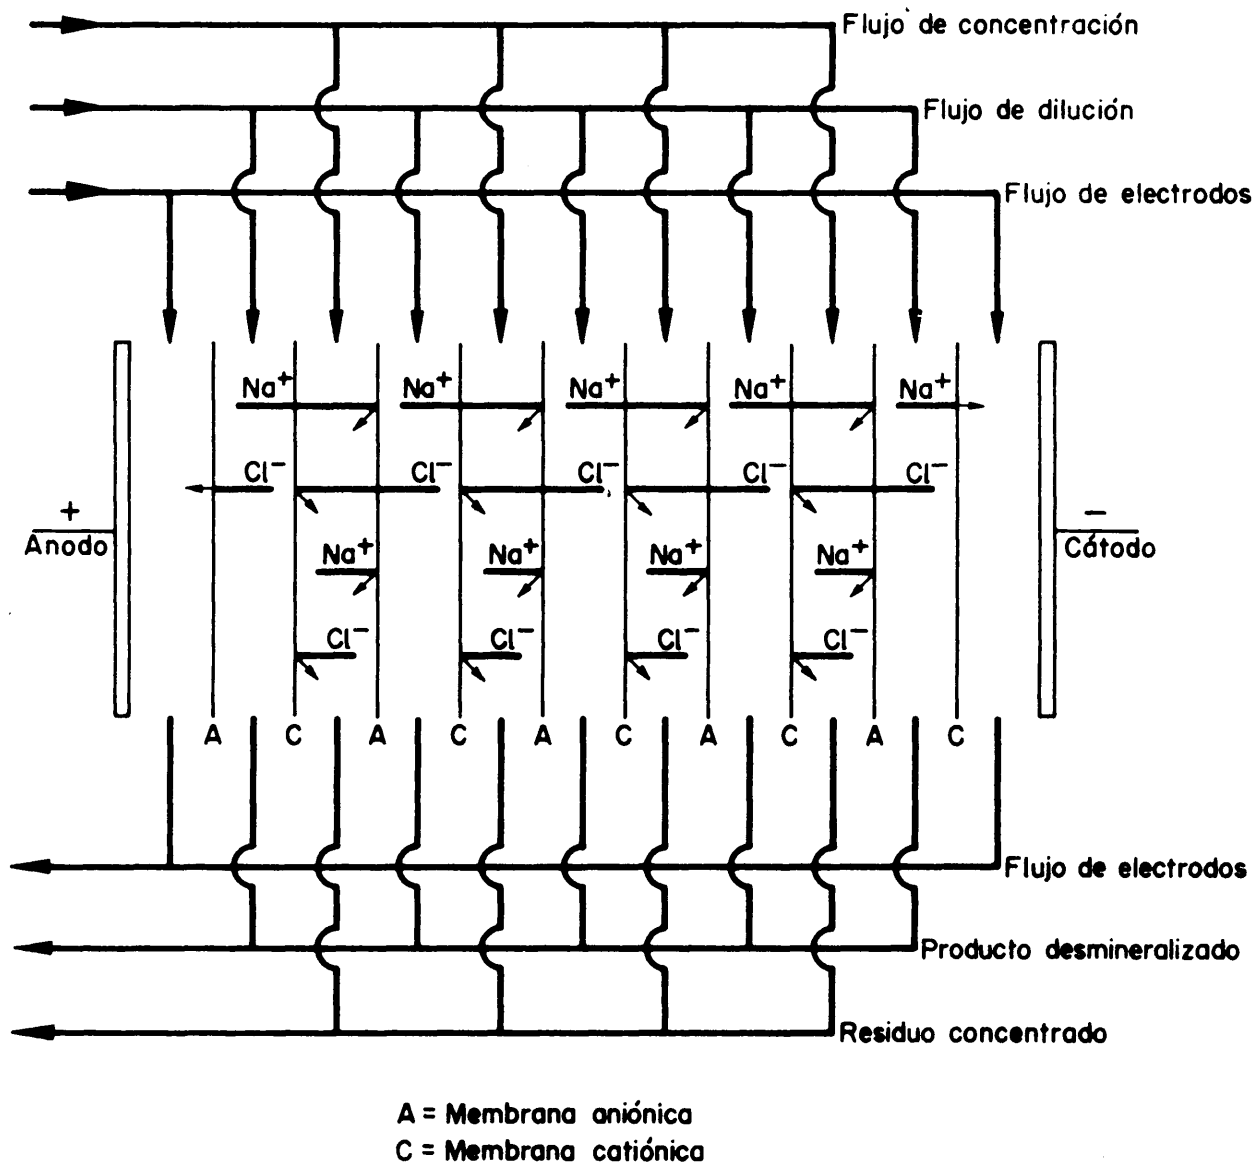 Flujo de concentración
Flujo de dilución
Flujo de electrodos
Na+ Na+ Na+ Na+ Na+
Cl− Cl− Cl− Cl− Cl−
+
Anodo
−
Cátodo
Na+ Na+ Na+ Na+
Cl− Cl− Cl− Cl−
A C A C A C A C A C
Flujo de electrodos
Producto desmineralizado
Residuo concentrado
A = Membrana aniónica
C = Membrana catiónica